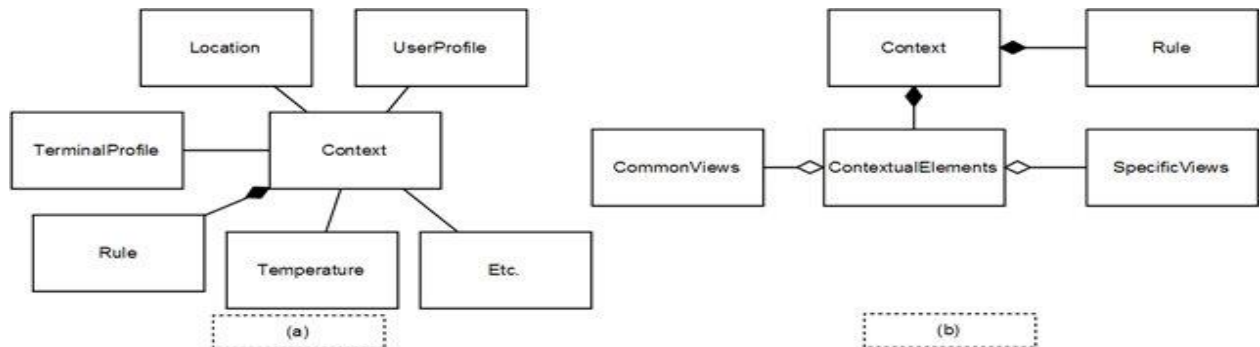 Location
UserProfile
TerminalProfile
Context
Rule
Temperature
Etc.
(a)
Context
Rule
CommonViews
ContextualElements
SpecificViews
(b)